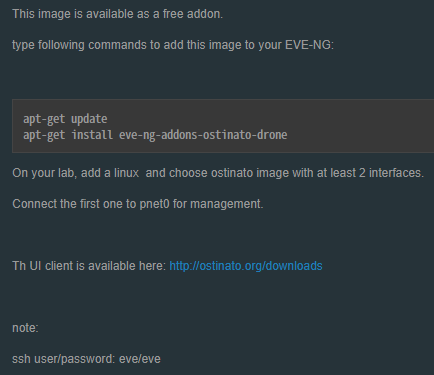 This image is available as a free addon.
type following commands to add this image to your EVE-NG:
apt-get update
apt-get install eve-ng-addons-ostinato-drone
On your lab, add a linux  and choose ostinato image with at least 2 interfaces.
Connect the first one to pnet0 for management.
Th UI client is available here: http://ostinato.org/downloads
note:
ssh user/password: eve/eve